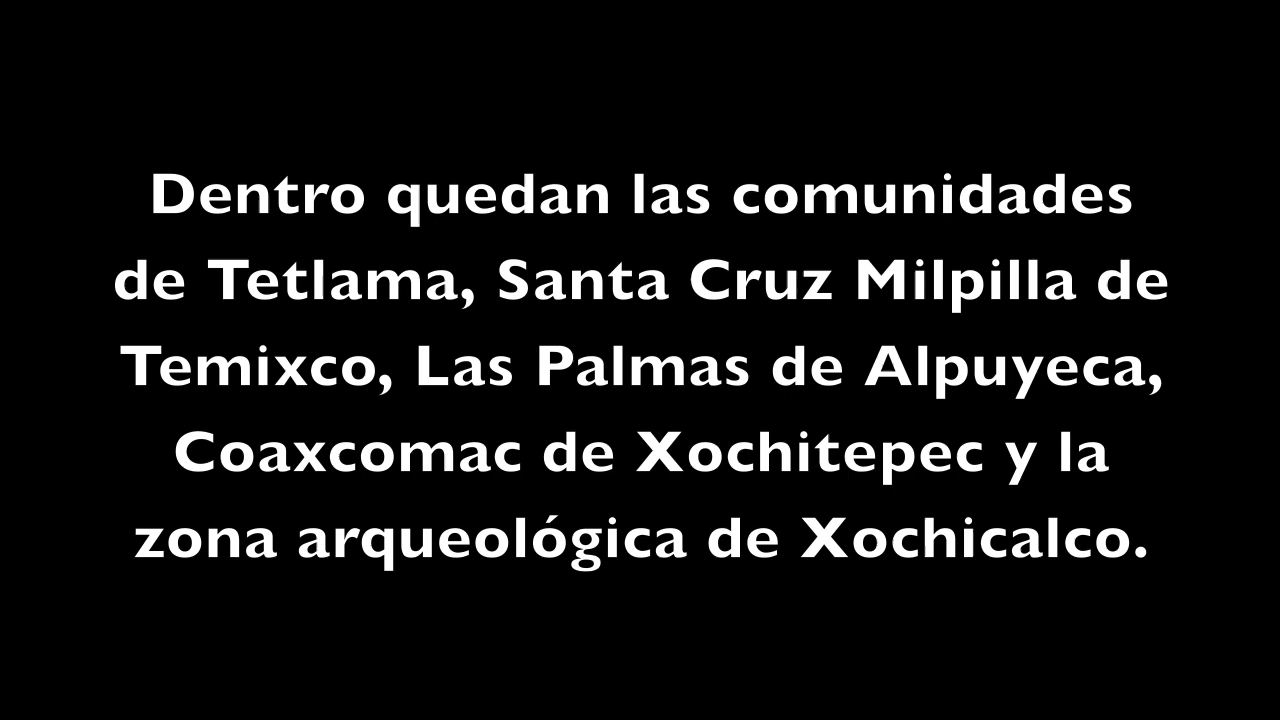 Dentro quedan las comunidades
de Tetlama, Santa Cruz Milpilla de
Temixco, Las Palmas de Alpuyeca,
Coaxcomac de Xochitepec y la
zona arqueológica de Xochicalco.